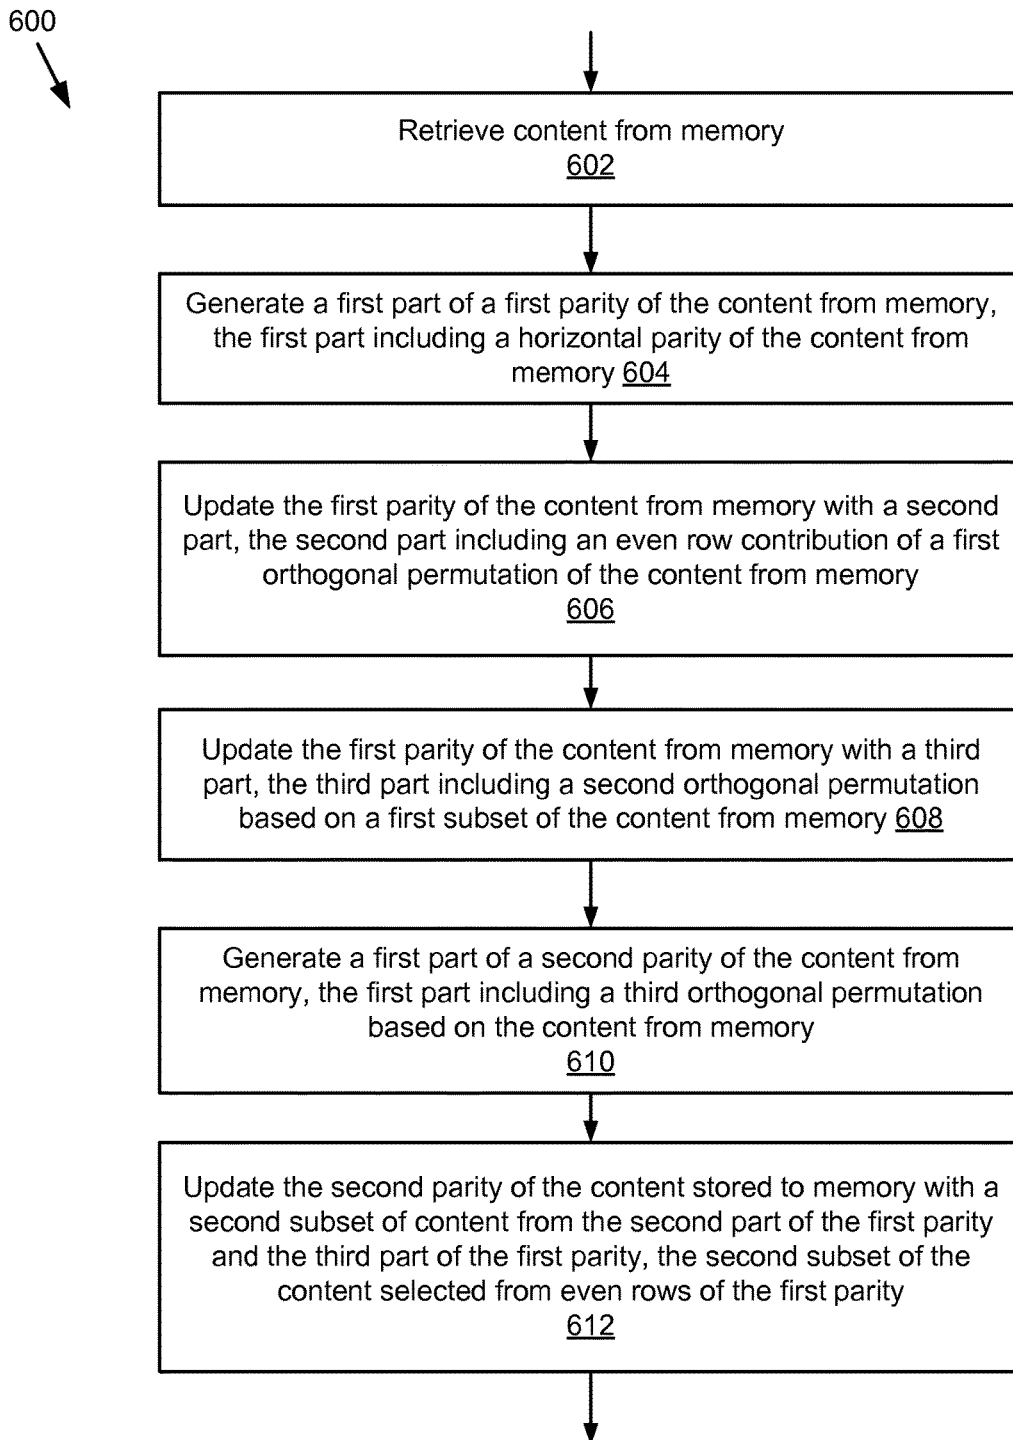 600
Retrieve content from memory
602
Generate a first part of a first parity of the content from memory,
the first part including a horizontal parity of the content from
memory 604
Update the first parity of the content from memory with a second
part, the second part including an even row contribution of a first
orthogonal permutation of the content from memory
606
Update the first parity of the content from memory with a third
part, the third part including a second orthogonal permutation
based on a first subset of the content from memory 608
Generate a first part of a second parity of the content from
memory, the first part including a third orthogonal permutation
based on the content from memory
610
Update the second parity of the content stored to memory with a
second subset of content from the second part of the first parity
and the third part of the first parity, the second subset of the
content selected from even rows of the first parity
612